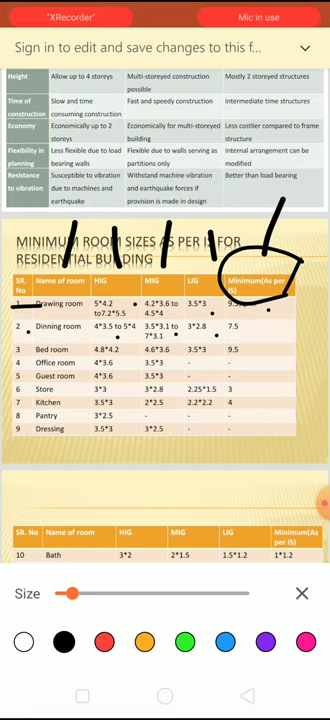 "XRecorder"
Mic in use
Sign in to edit and save changes to this f...
Height Allow up to 4 storeys Multi-storeyed construction possible Mostly 2 storeyed structures
Time of construction Slow and time consuming construction Fast and speedy construction Intermediate time structures
Economy Economically up to 2 storeys Economically for multi-storeyed building Less costlier compared to frame structure
Flexibility in planning Less flexible due to load bearing walls Flexible due to walls serving as partitions only Internal arrangement can be modified
Resistance to vibration Susceptible to vibration due to machines and earthquake Withstand machine vibration and earthquake forces if provision is made in design Better than load bearing
MINIMUM ROOM SIZES AS PER IS FOR
RESIDENTIAL BUILDING
SR. No Name of room HIG MIG LIG Minimum(As per IS)
1 Drawing room 5*4.2 to7.2*5.5 4.2*3.6 to 4.5*4 3.5*3
2 Dinning room 4*3.5 to 5*4 3.5*3.1 to 7*3.1 3*2.8 7.5
3 Bed room 4.8*4.2 4.6*3.6 3.5*3 9.5
4 Office room 4*3.6 3.5*3 - -
5 Guest room 4*3.6 3.5*3 - -
6 Store 3*3 3*2.8 2.25*1.5 3
7 Kitchen 3.5*3 2*2.5 2.2*2.2 4
8 Pantry 3*2.5 - - -
9 Dressing 3.5*3 3*2.5 - -
SR. No Name of room HIG MIG LIG Minimum(As per IS)
10 Bath 3*2 2*1.5 1.5*1.2 1*1.2
Size